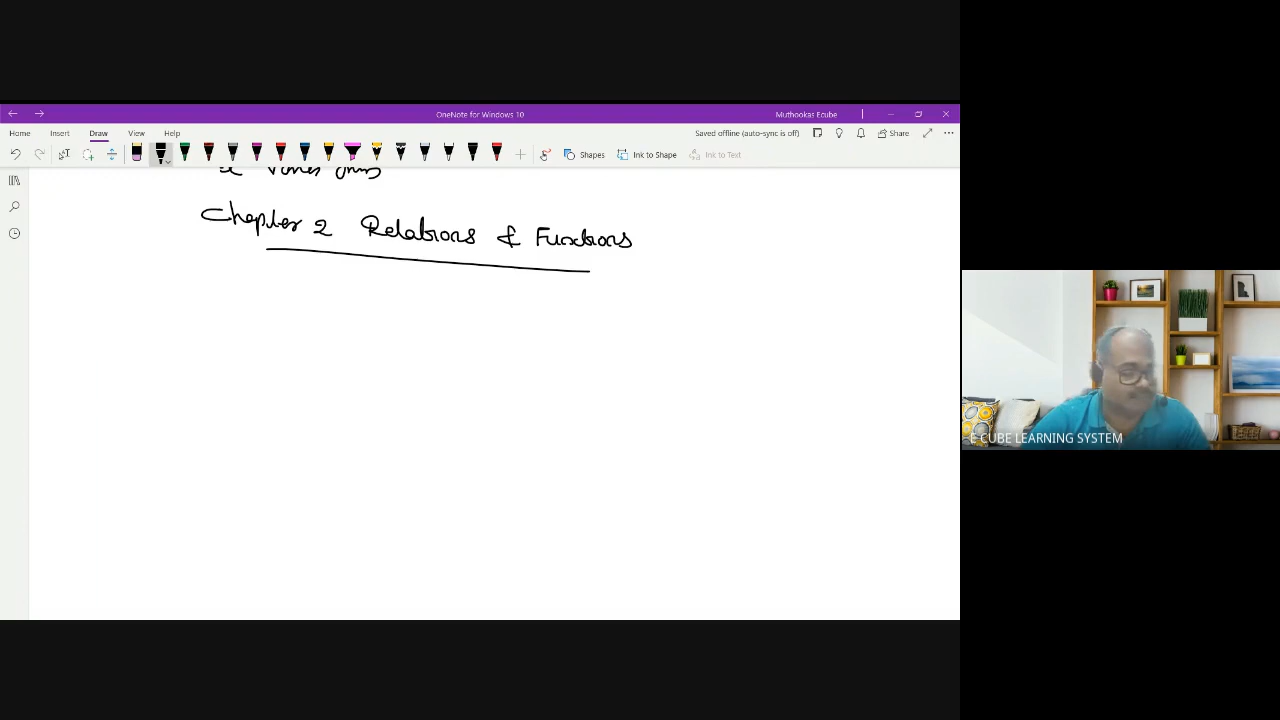 OneNote for Windows 10
Muthookas Ecube
Home Insert Draw View Help
Saved offline (auto-sync is off)
Share
Shapes
Ink to Shape
Ink to Text
Chapter 2 Relations & Functions
E CUBE LEARNING SYSTEM